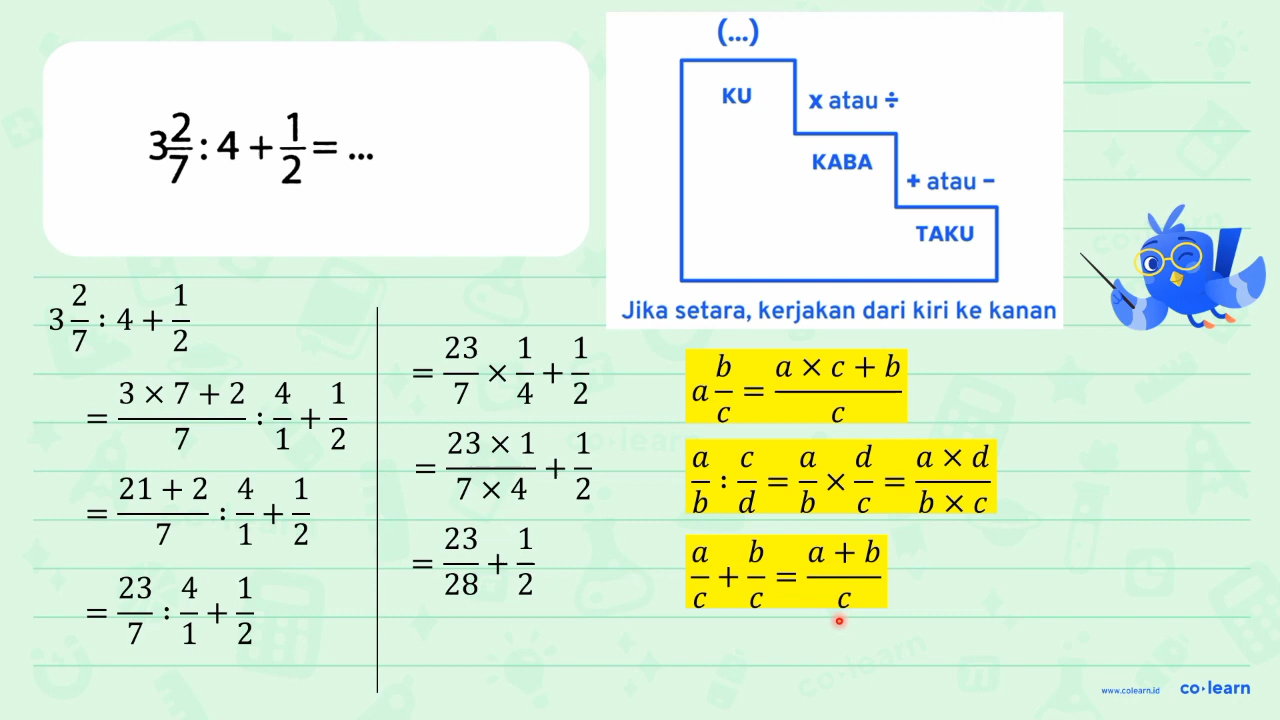 3 2/7 : 4 + 1/2 = ...
(...)
KU
x atau ÷
KABA
+ atau −
TAKU
Jika setara, kerjakan dari kiri ke kanan
3 2/7 : 4 + 1/2
= (3 × 7 + 2)/7 : 4/1 + 1/2
= (21 + 2)/7 : 4/1 + 1/2
= 23/7 : 4/1 + 1/2
= 23/7 × 1/4 + 1/2
= (23 × 1)/(7 × 4) + 1/2
= 23/28 + 1/2
a b/c = (a × c + b)/c
a/b : c/d = a/b × d/c = (a × d)/(b × c)
a/c + b/c = (a + b)/c
www.colearn.id
co·learn